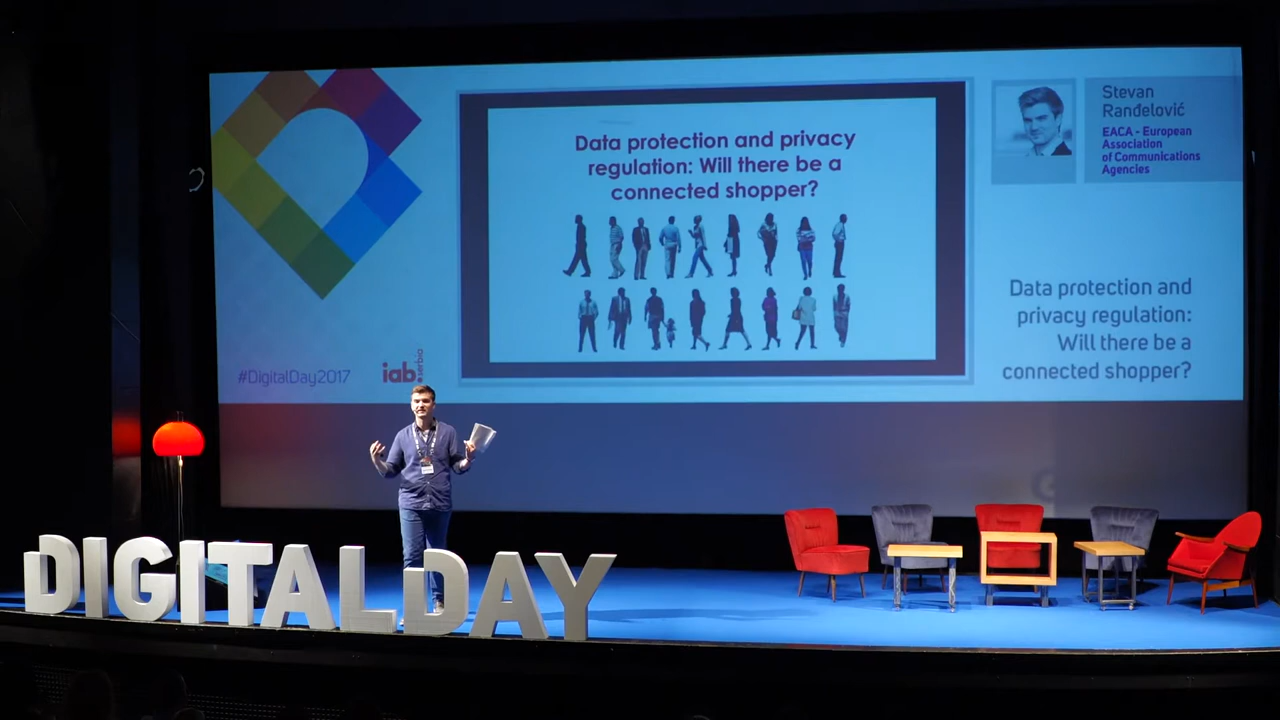 Data protection and privacy
regulation: Will there be a
connected shopper?
Stevan
Ranđelović
EACA - European
Association
of Communications
Agencies
Data protection and
privacy regulation:
Will there be a
connected shopper?
#DigitalDay2017
iab
serbia
DIGITALDAY